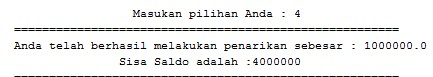 Masukan pilihan Anda : 4
=======================================================
Anda telah berhasil melakukan penarikan sebesar : 1000000.0
Sisa Saldo adalah :4000000
-------------------------------------------------------